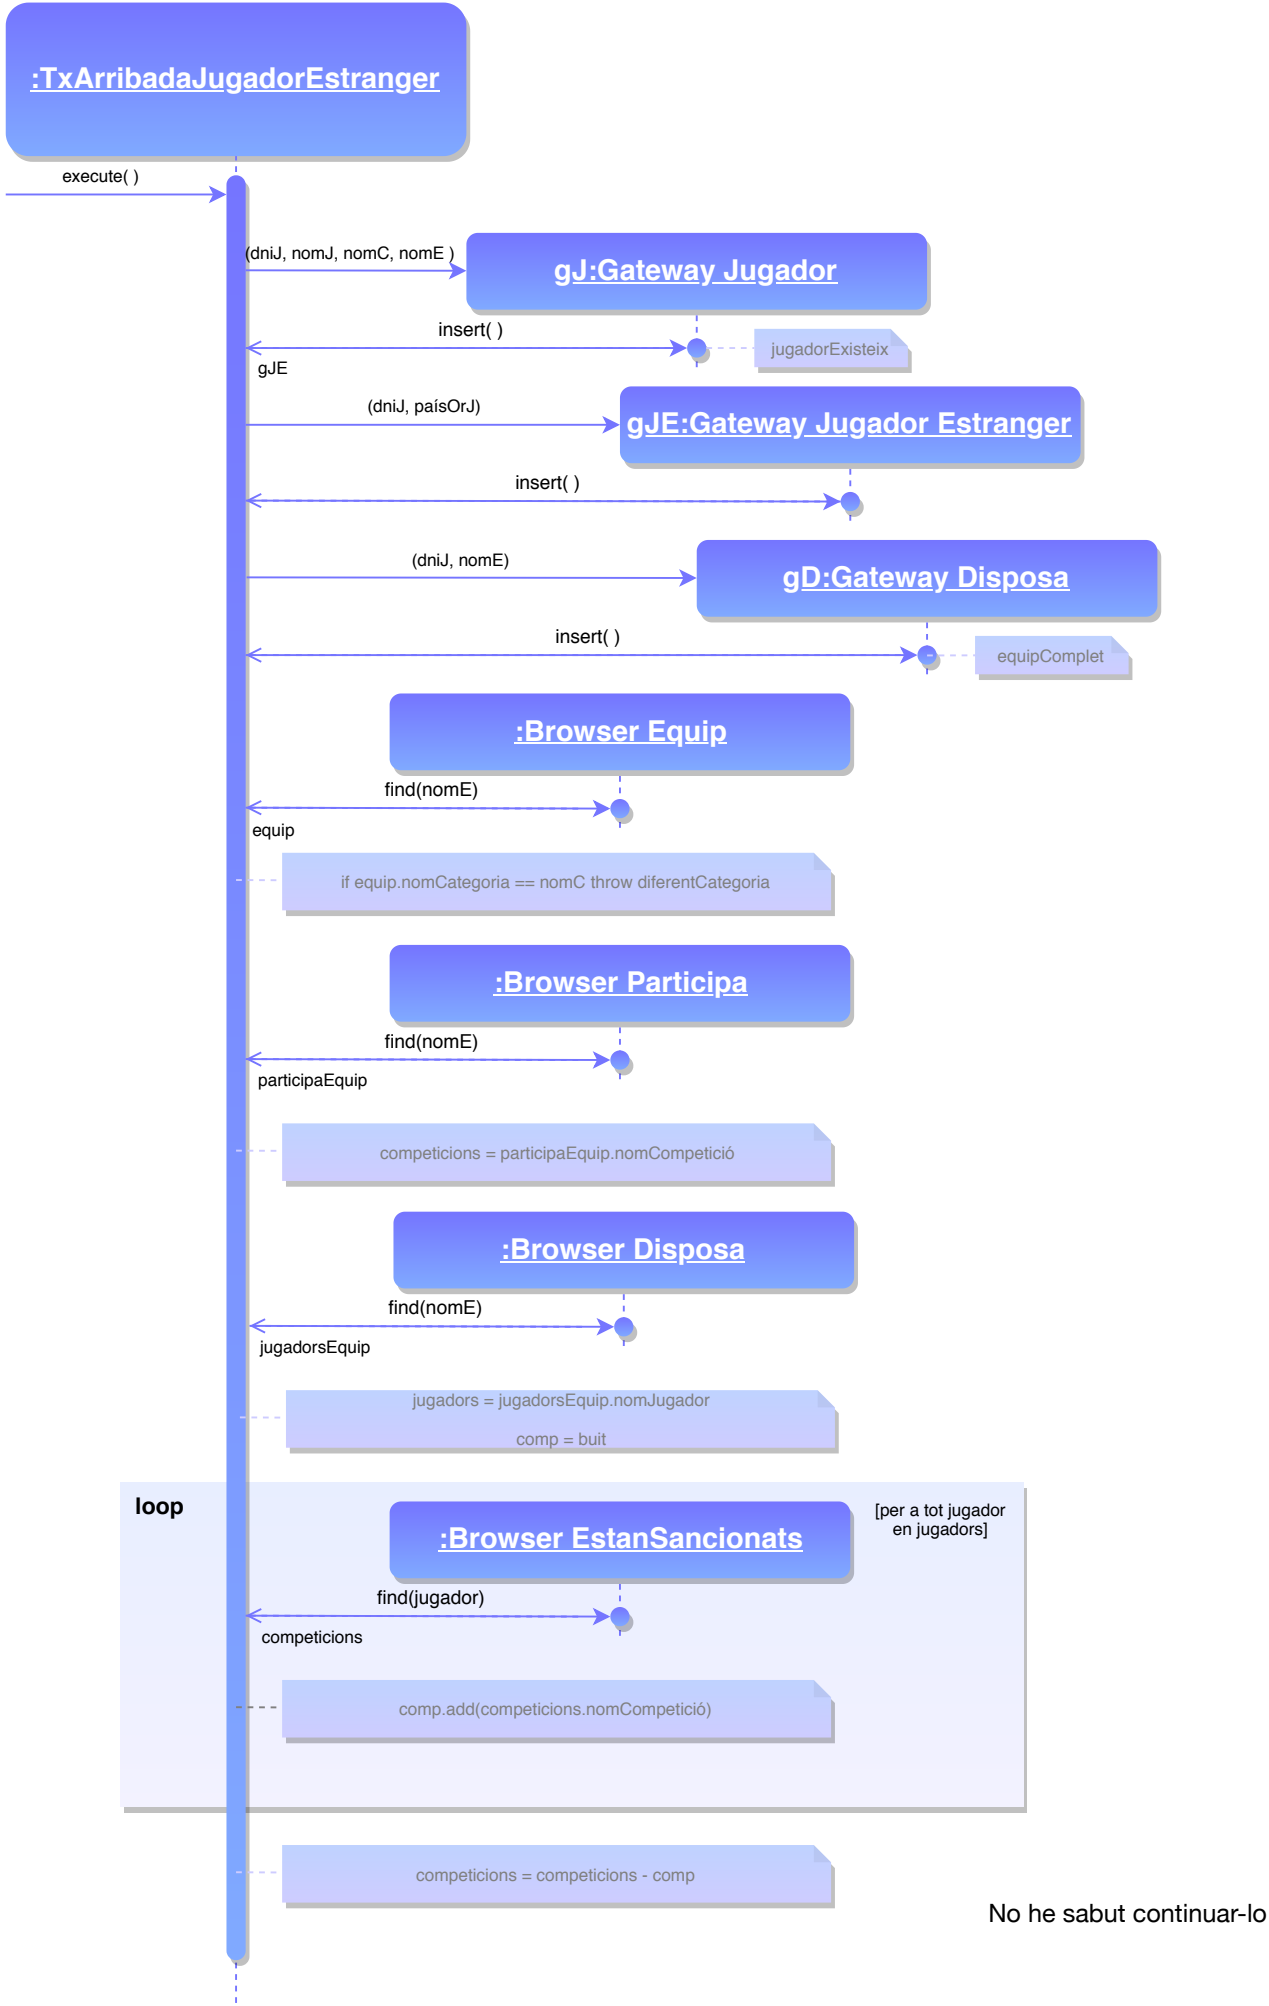 :TxArribadaJugadorEstranger
execute( )
(dniJ, nomJ, nomC, nomE )
gJ:Gateway Jugador
insert( )
jugadorExisteix
gJE
(dniJ, paísOrJ)
gJE:Gateway Jugador Estranger
insert( )
(dniJ, nomE)
gD:Gateway Disposa
insert( )
equipComplet
:Browser Equip
find(nomE)
equip
if equip.nomCategoria == nomC throw diferentCategoria
:Browser Participa
find(nomE)
participaEquip
competicions = participaEquip.nomCompetició
:Browser Disposa
find(nomE)
jugadorsEquip
jugadors = jugadorsEquip.nomJugador
comp = buit
loop
[per a tot jugador
en jugadors]
:Browser EstanSancionats
find(jugador)
competicions
comp.add(competicions.nomCompetició)
competicions = competicions - comp
No he sabut continuar-lo